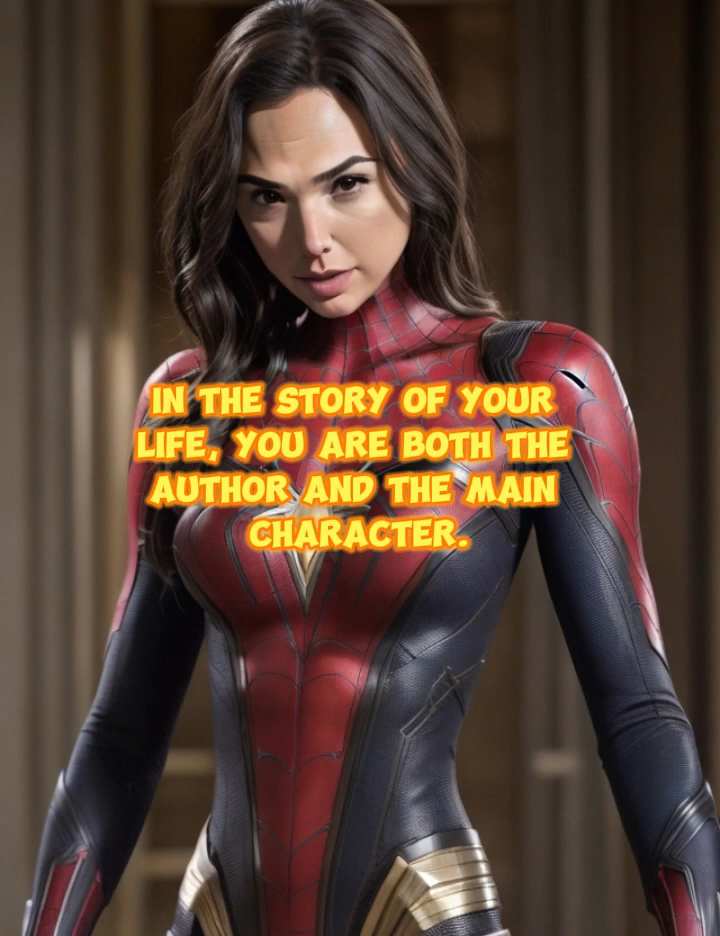 IN THE STORY OF YOUR
LIFE, YOU ARE BOTH THE
AUTHOR AND THE MAIN
CHARACTER.